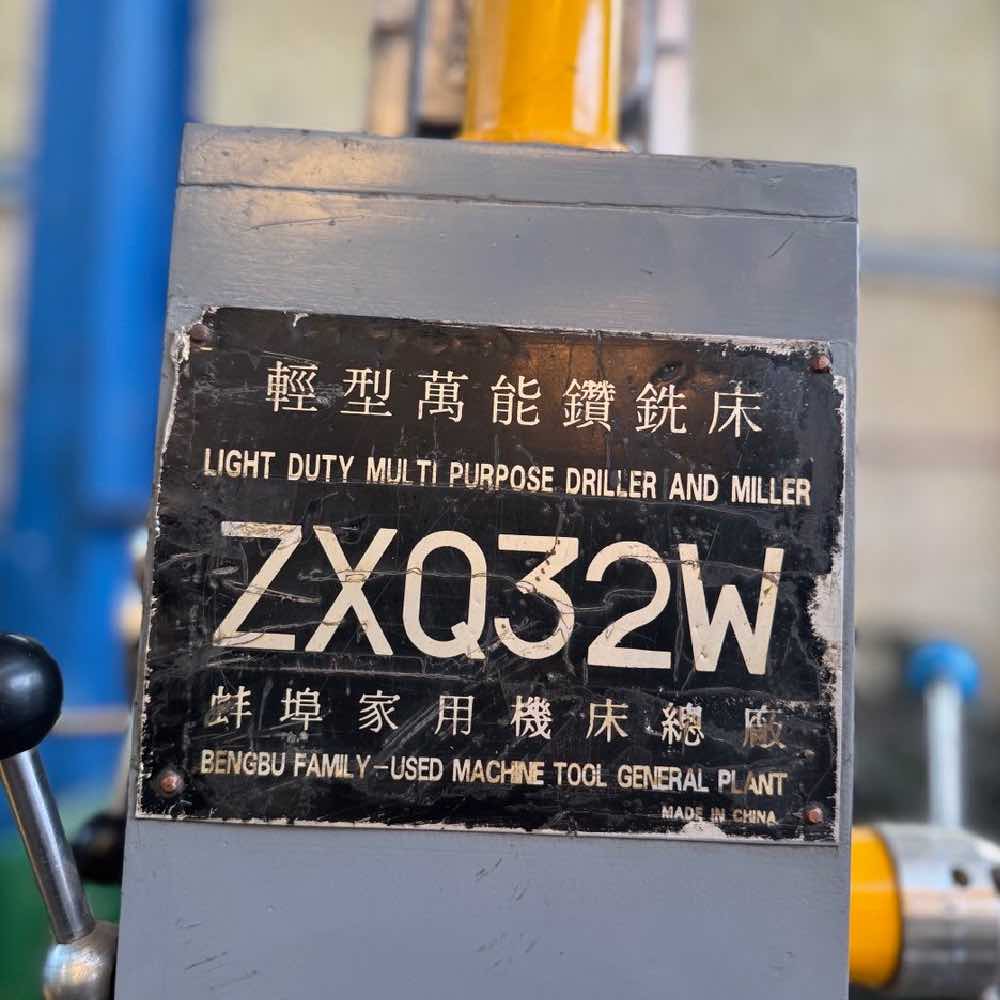 輕型萬能鑽銑床
LIGHT DUTY MULTI PURPOSE DRILLER AND MILLER
ZXQ32W
蚌埠家用機床總廠
BENGBU FAMILY-USED MACHINE TOOL GENERAL PLANT
MADE IN CHINA